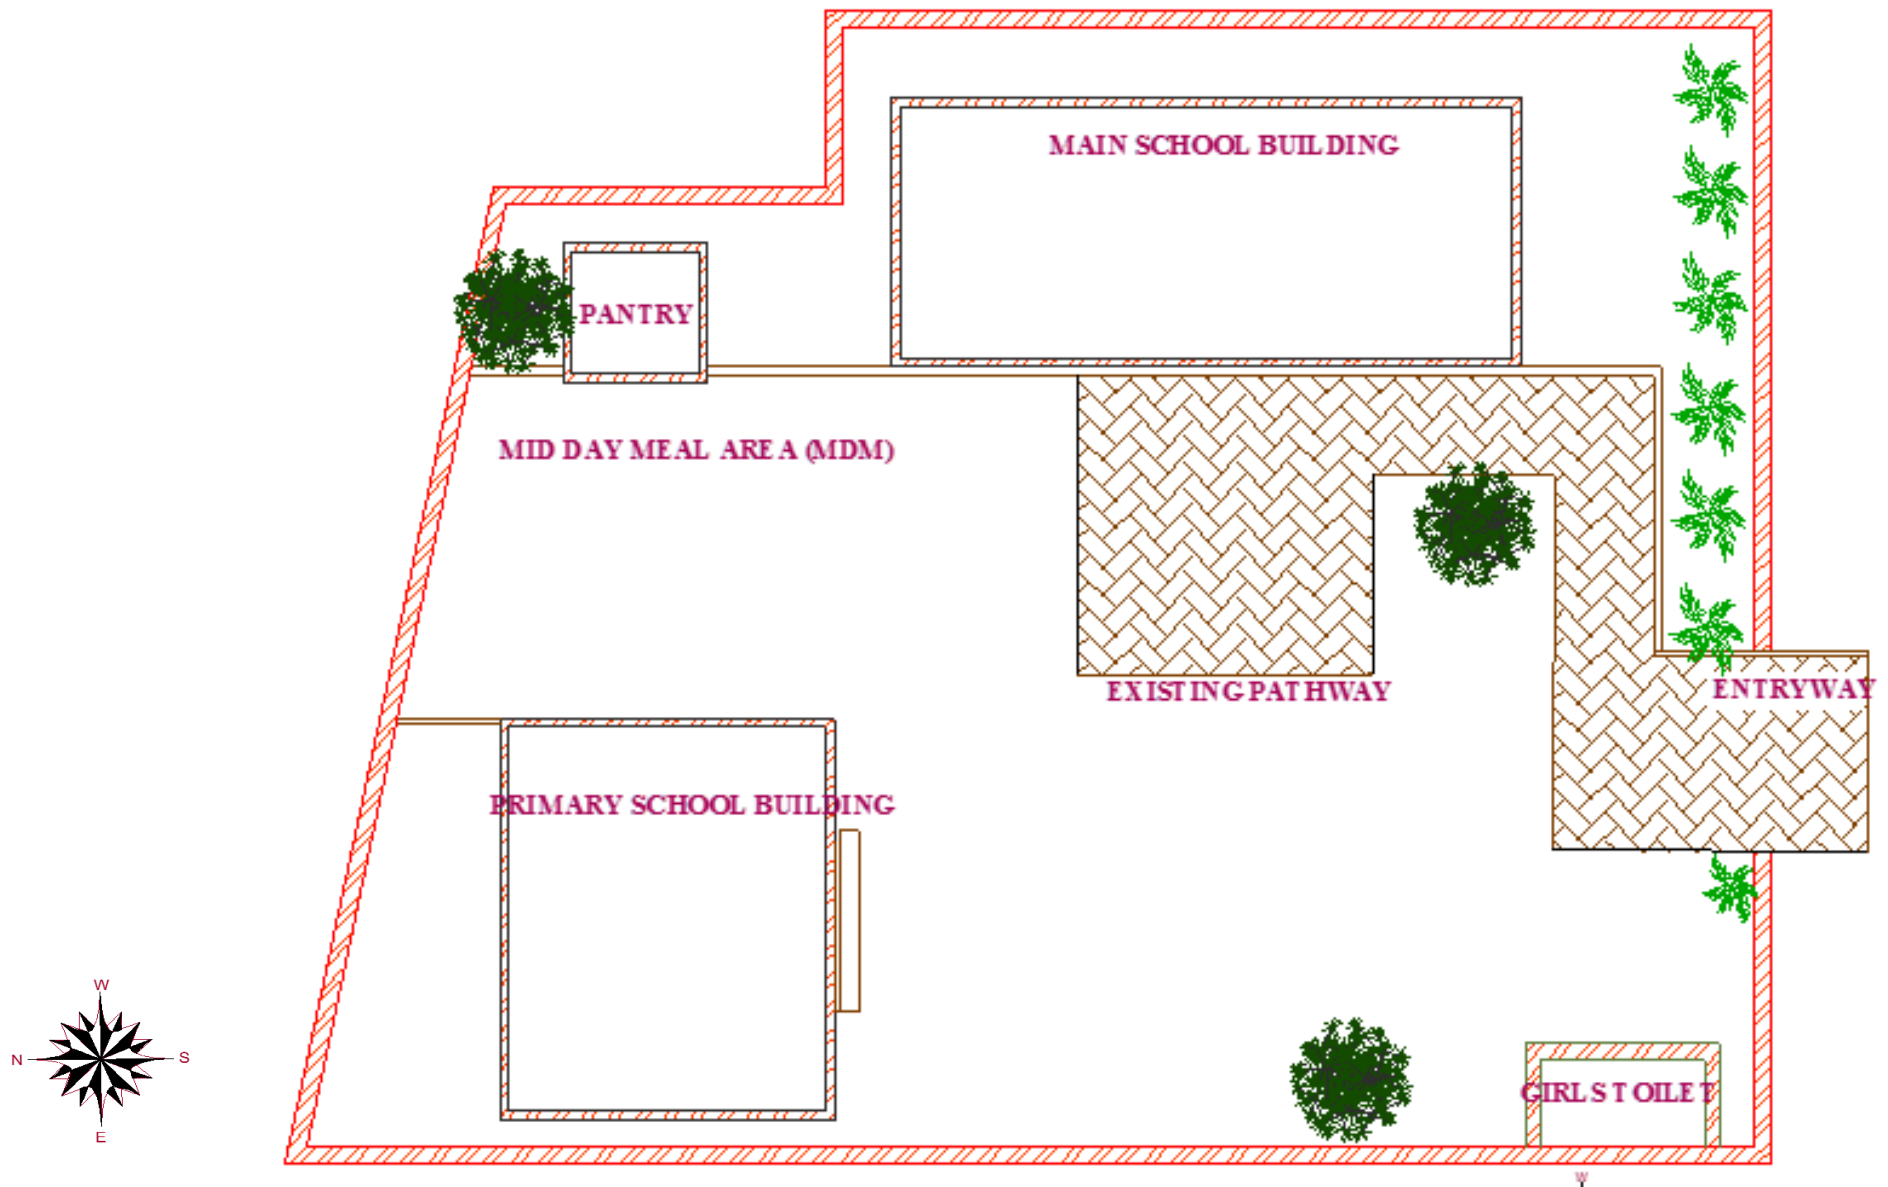 MAIN SCHOOL BUILDING
PANTRY
MID DAY MEAL AREA (MDM)
EXISTING PATHWAY
ENTRYWAY
PRIMARY SCHOOL BUILDING
W
N
S
E
GIRLS TOILET
W